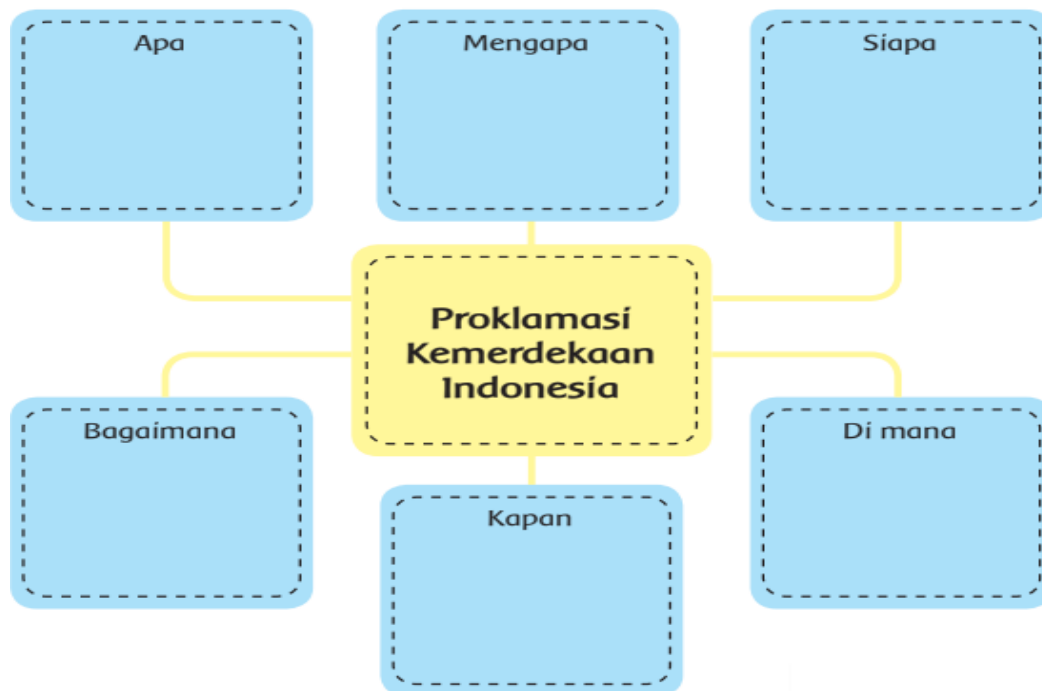 Apa
Mengapa
Siapa
Proklamasi
Kemerdekaan
Indonesia
Bagaimana
Kapan
Di mana